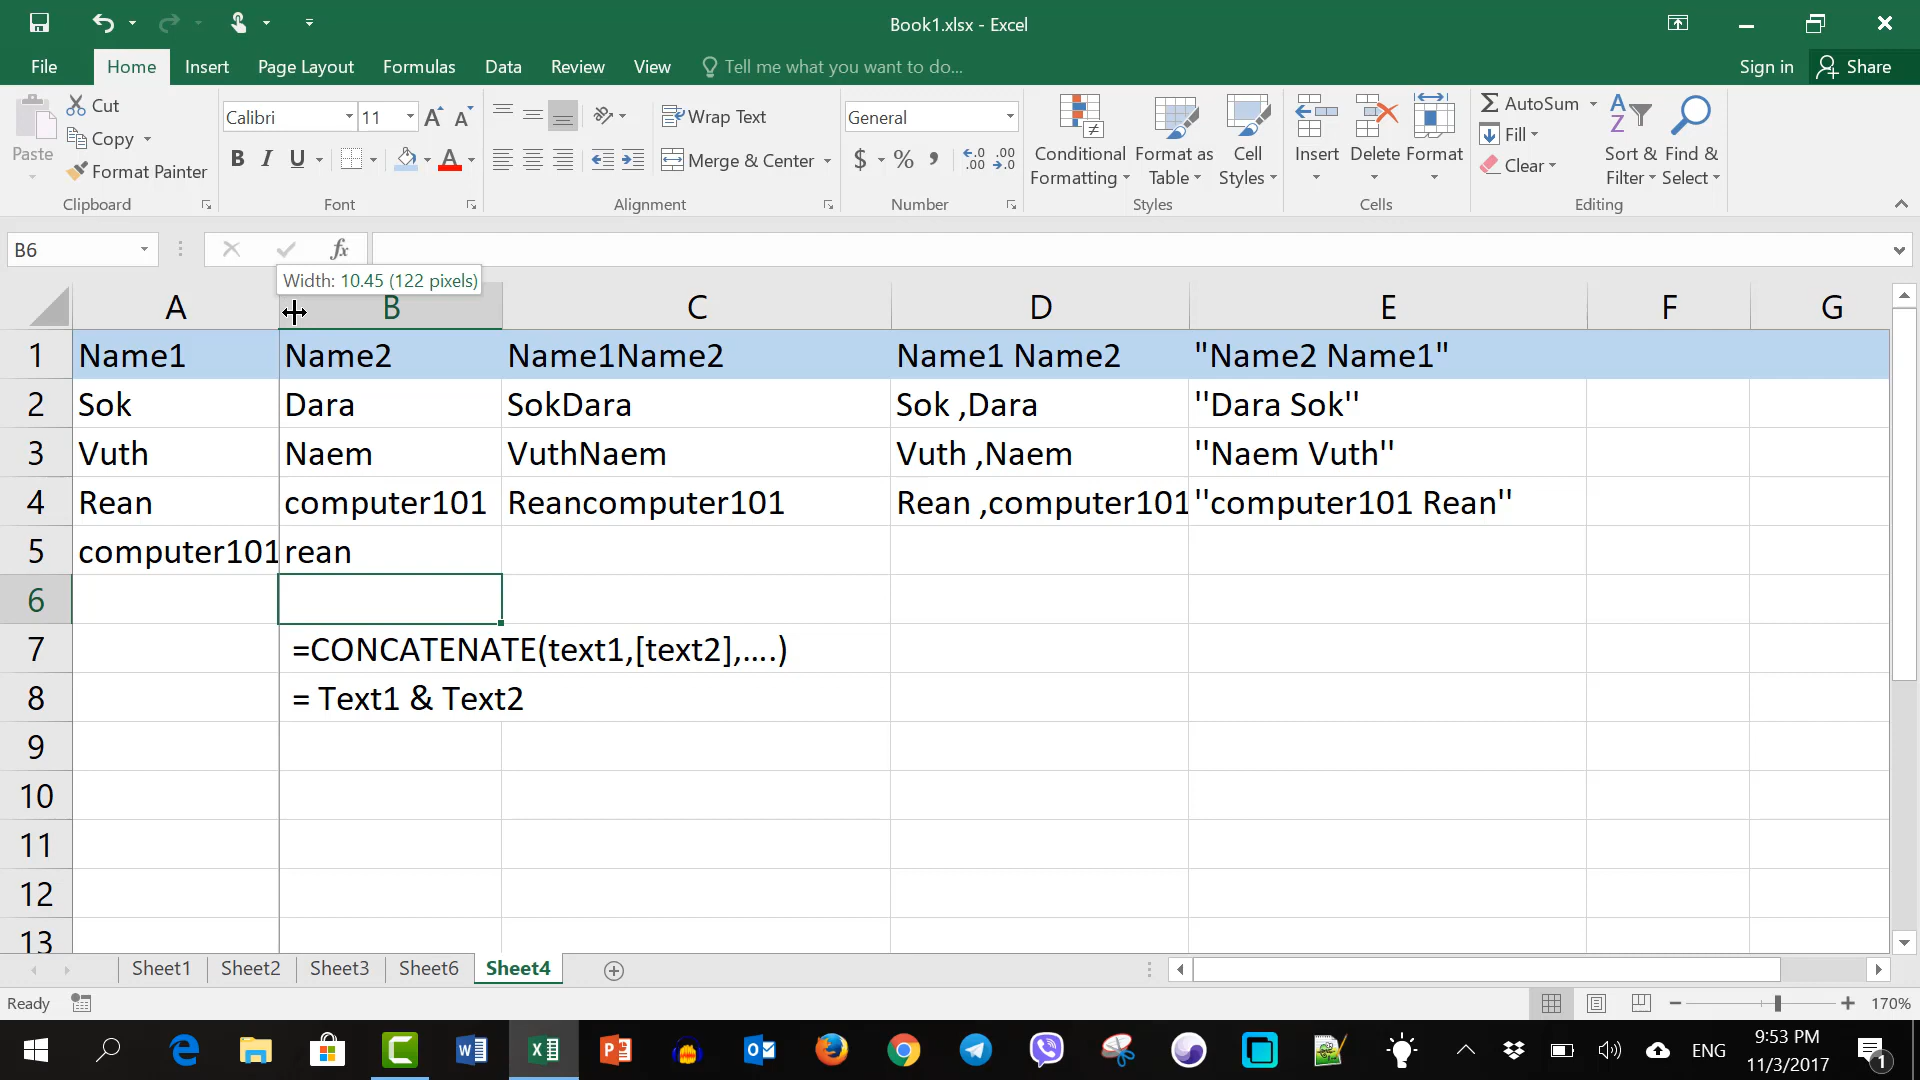 Book1.xlsx - Excel
File Home Insert Page Layout Formulas Data Review View Tell me what you want to do... Sign in Share
Paste Cut Copy Format Painter Clipboard
Calibri 11 B I U A Font
Wrap Text Merge & Center Alignment
General $ % , .00 .00 Number
Conditional Formatting Format as Table Cell Styles Styles
Insert Delete Format Cells
AutoSum Fill Clear Sort & Filter Find & Select Editing
B6 fx
Width: 10.45 (122 pixels)
A B C D E F G
1 Name1 Name2 Name1Name2 Name1 Name2 "Name2 Name1"
2 Sok Dara SokDara Sok ,Dara ''Dara Sok''
3 Vuth Naem VuthNaem Vuth ,Naem ''Naem Vuth''
4 Rean computer101 Reancomputer101 Rean ,computer101 ''computer101 Rean''
5 computer101 rean
6
7 =CONCATENATE(text1,[text2],....)
8 = Text1 & Text2
9
10
11
12
13
Sheet1 Sheet2 Sheet3 Sheet6 Sheet4
Ready 170%
ENG 9:53 PM
11/3/2017 1